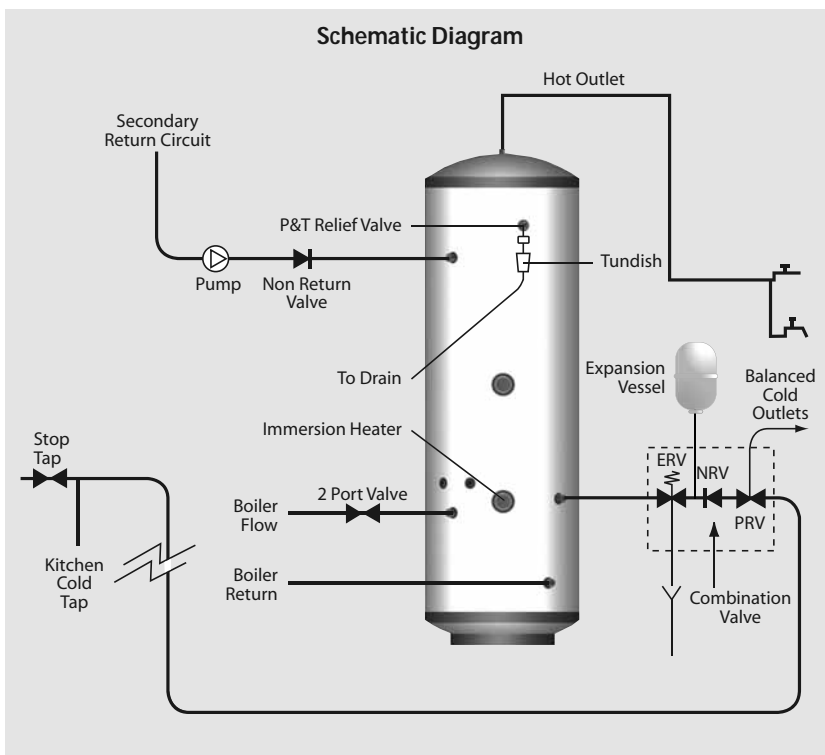 Schematic Diagram
Hot Outlet
Secondary
Return Circuit
P&T Relief Valve
Tundish
Pump
Non Return
Valve
To Drain
Expansion
Vessel
Balanced
Cold
Outlets
Immersion Heater
Stop
Tap
ERV
NRV
2 Port Valve
Boiler
Flow
PRV
Kitchen
Cold
Tap
Boiler
Return
Combination
Valve